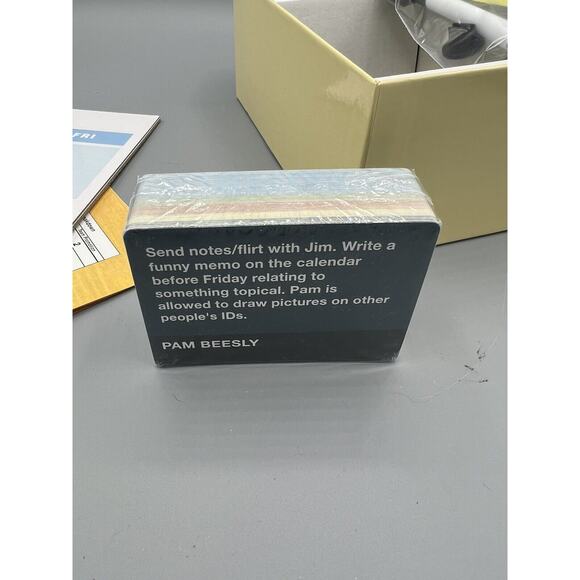 FRI
Send notes/flirt with Jim. Write a
funny memo on the calendar
before Friday relating to
something topical. Pam is
allowed to draw pictures on other
people's IDs.
PAM BEESLY